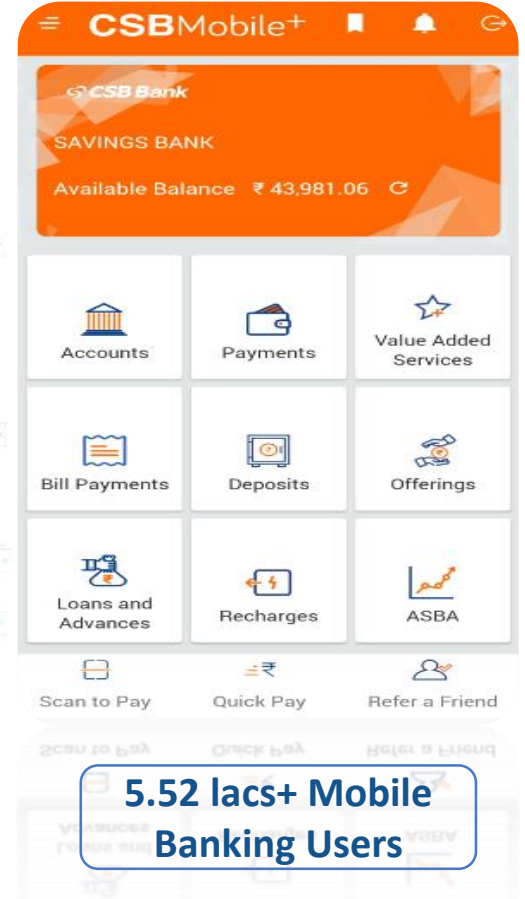 CSBMobile+
CSB Bank
SAVINGS BANK
Available Balance ₹ 43,981.06
Accounts
Payments
Value Added
Services
Bill Payments
Deposits
Offerings
Loans and
Advances
Recharges
ASBA
Scan to Pay
Quick Pay
Refer a Friend
5.52 lacs+ Mobile
Banking Users